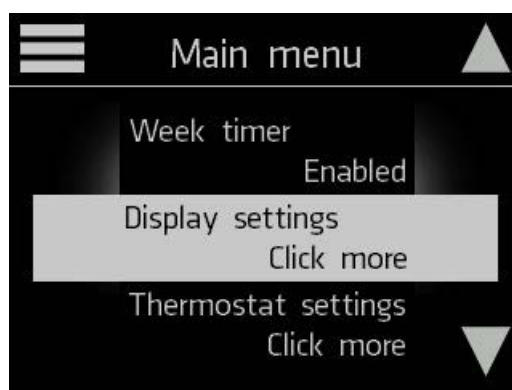 Main menu
Week timer
Enabled
Display settings
Click more
Thermostat settings
Click more